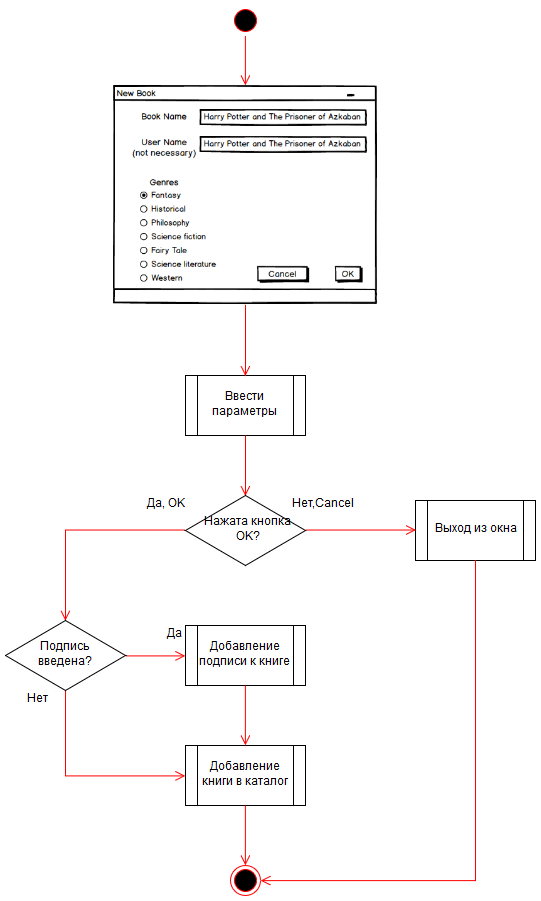 New Book
Book Name
Harry Potter and The Prisoner of Azkaban
User Name
(not necessary)
Harry Potter and The Prisoner of Azkaban
Genres
Fantasy
Historical
Philosophy
Science fiction
Fairy Tale
Science literature
Western
Cancel
OK
Ввести
параметры
Да, OK
Нет,Cancel
Нажата кнопка
OK?
Выход из окна
Подпись
введена?
Да
Добавление
подписи к книге
Нет
Добавление
книги в каталог